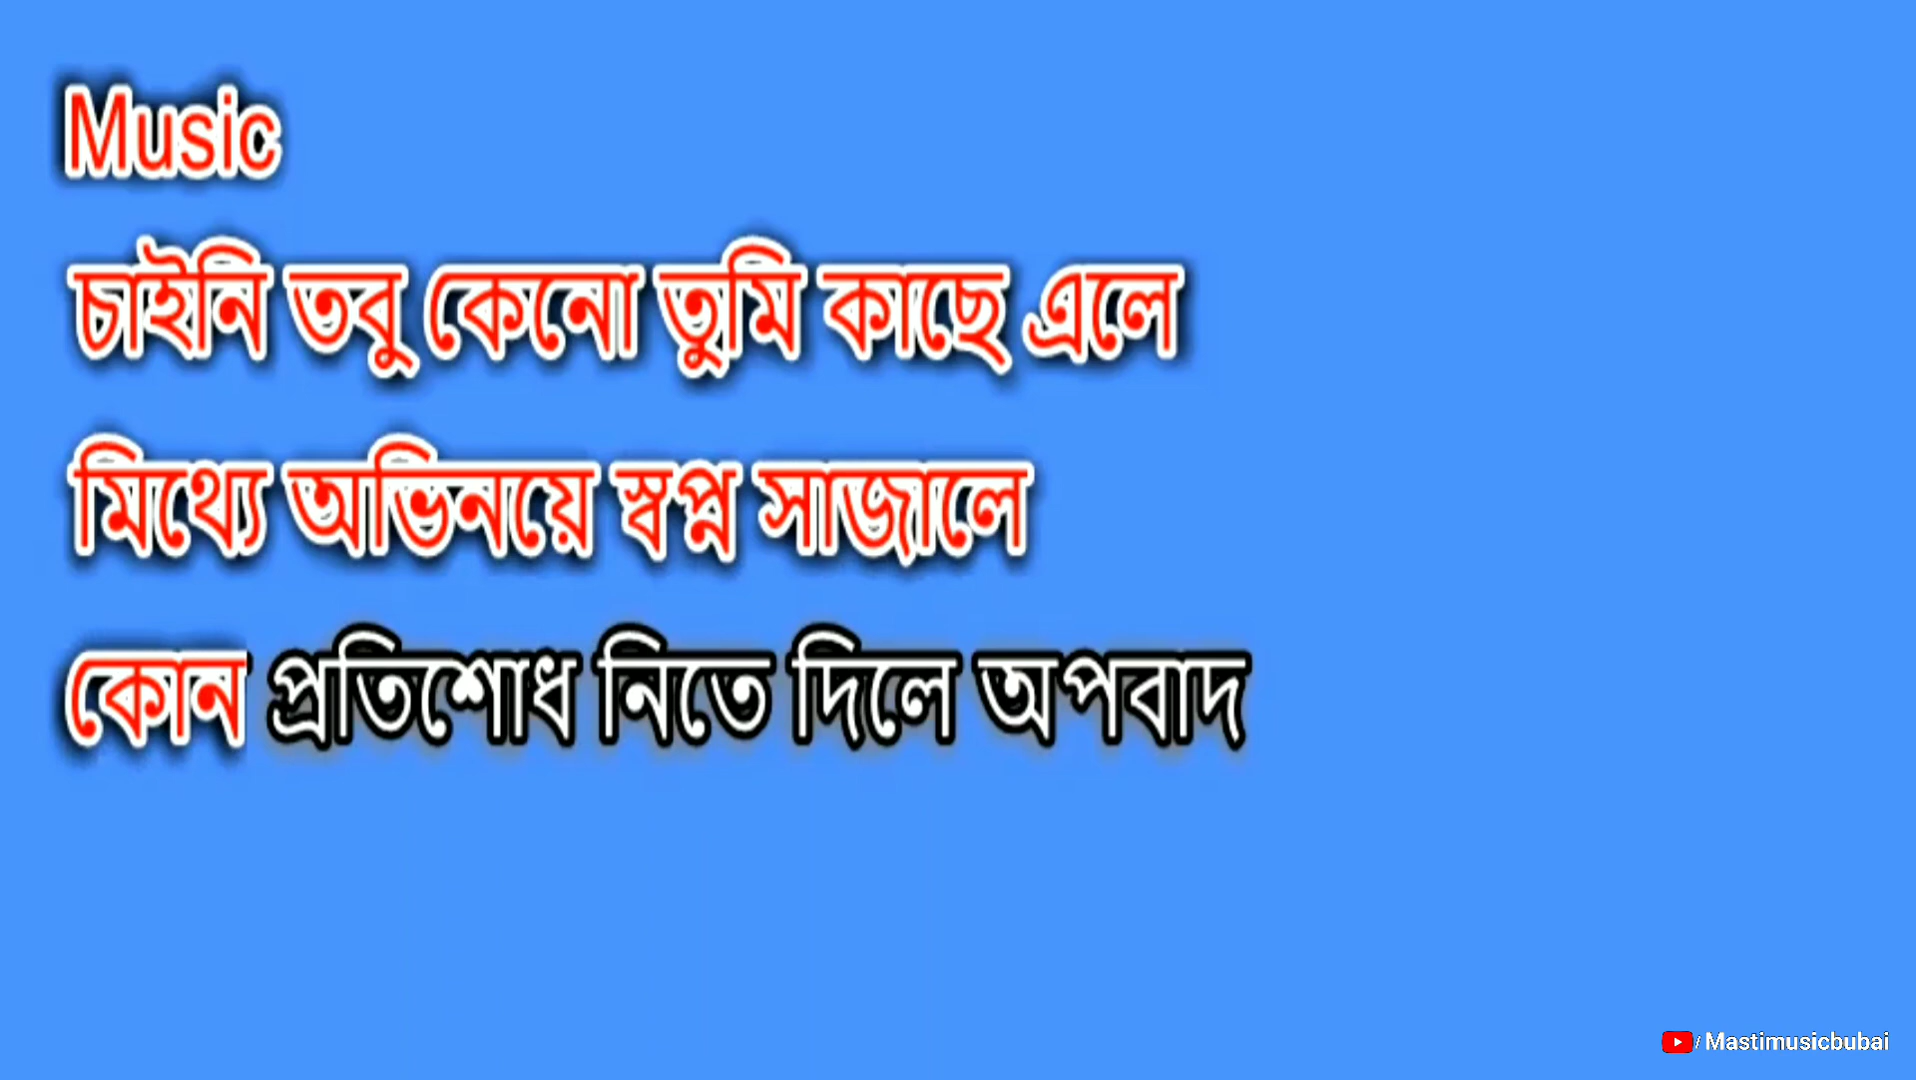 Music
চাইনি তবু কেনো তুমি কাছে এলে
মিথ্যে অভিনয়ে স্বপ্ন সাজালে
কোন প্রতিশোধ নিতে দিলে অপবাদ
/ Mastimusicbubai